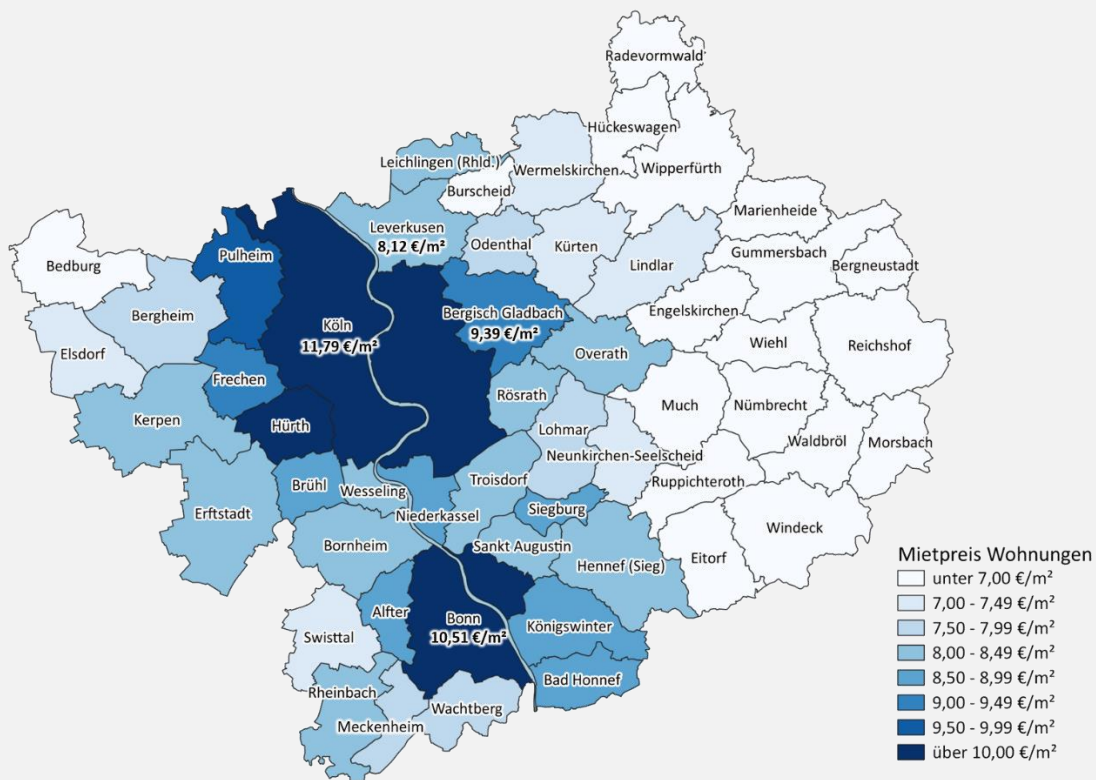 Radevormwald
Hückeswagen
Leichlingen (Rhld.)
Wermelskirchen
Wipperfürth
Burscheid
Marienheide
Leverkusen
8,12 €/m²
Odenthal
Kürten
Gummersbach
Pulheim
Lindlar
Bergneustadt
Bedburg
Bergheim
Engelskirchen
Bergisch Gladbach
9,39 €/m²
Köln
11,79 €/m²
Wiehl
Reichshof
Elsdorf
Overath
Frechen
Rösrath
Much
Nümbrecht
Kerpen
Hürth
Lohmar
Waldbröl
Morsbach
Neunkirchen-Seelscheid
Troisdorf
Ruppichteroth
Brühl
Wesseling
Siegburg
Erftstadt
Niederkassel
Windeck
Bornheim
Sankt Augustin
Eitorf
Hennef (Sieg)
Alfter
Bonn
10,51 €/m²
Königswinter
Swisttal
Bad Honnef
Rheinbach
Wachtberg
Meckenheim
Mietpreis Wohnungen
unter 7,00 €/m²
7,00 - 7,49 €/m²
7,50 - 7,99 €/m²
8,00 - 8,49 €/m²
8,50 - 8,99 €/m²
9,00 - 9,49 €/m²
9,50 - 9,99 €/m²
über 10,00 €/m²